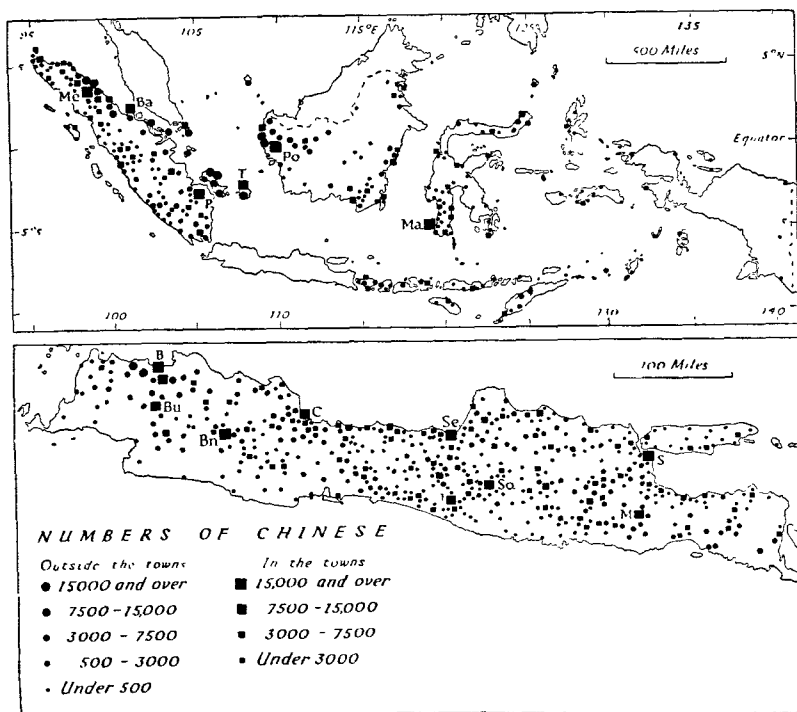 95 105 115°E 125° 135
500 Miles
5°N
5
Me
Ba
Equator
Po
T
P
Ma
-5°S
100 110 130 140
100 Miles
B
Bu
C
Bn
Se
S
So
M
NUMBERS OF CHINESE
Outside the towns In the towns
15000 and over 15,000 and over
7500 - 15,000 7500 - 15,000
3000 - 7500 3000 - 7500
500 - 3000 Under 3000
Under 500